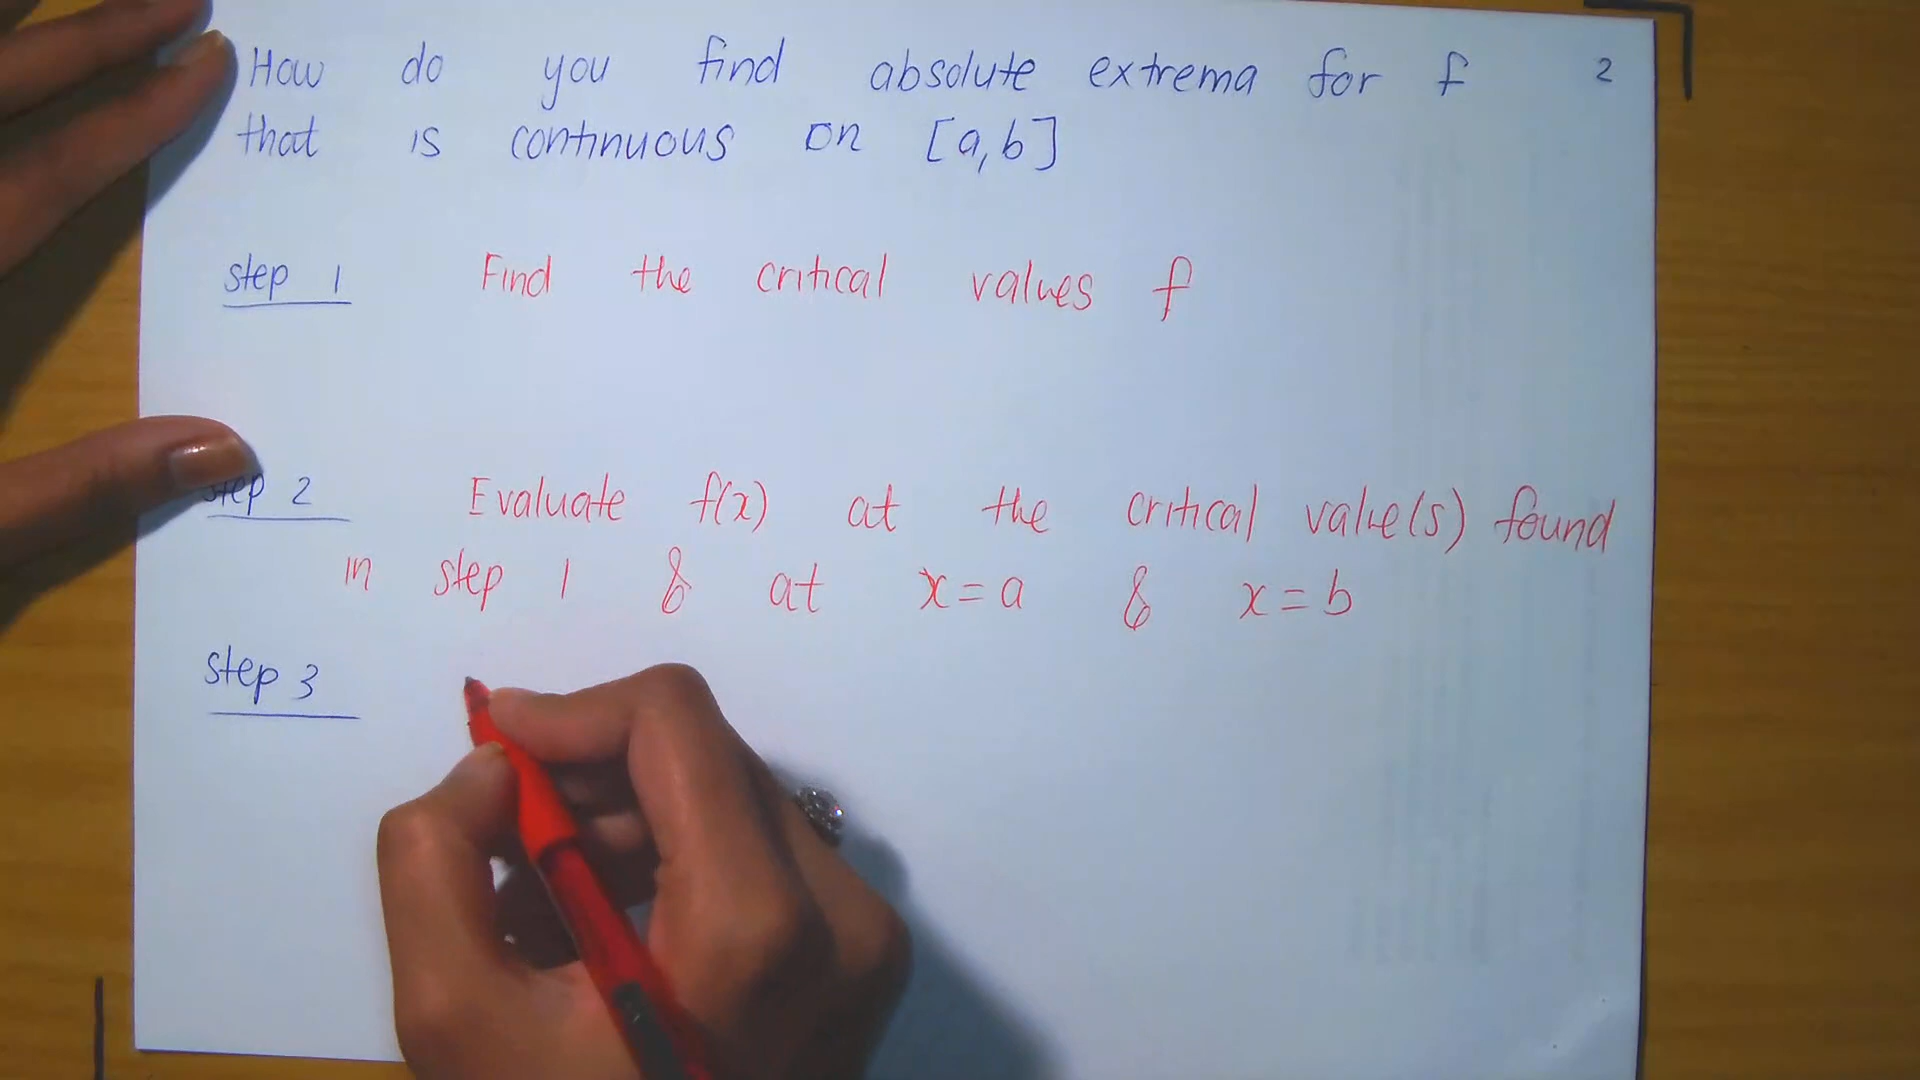 How do you find absolute extrema for f 2
that is continuous on [a,b]
step 1 Find the critical values f
step 2 Evaluate f(x) at the critical value(s) found
in step 1 & at x=a & x=b
step 3